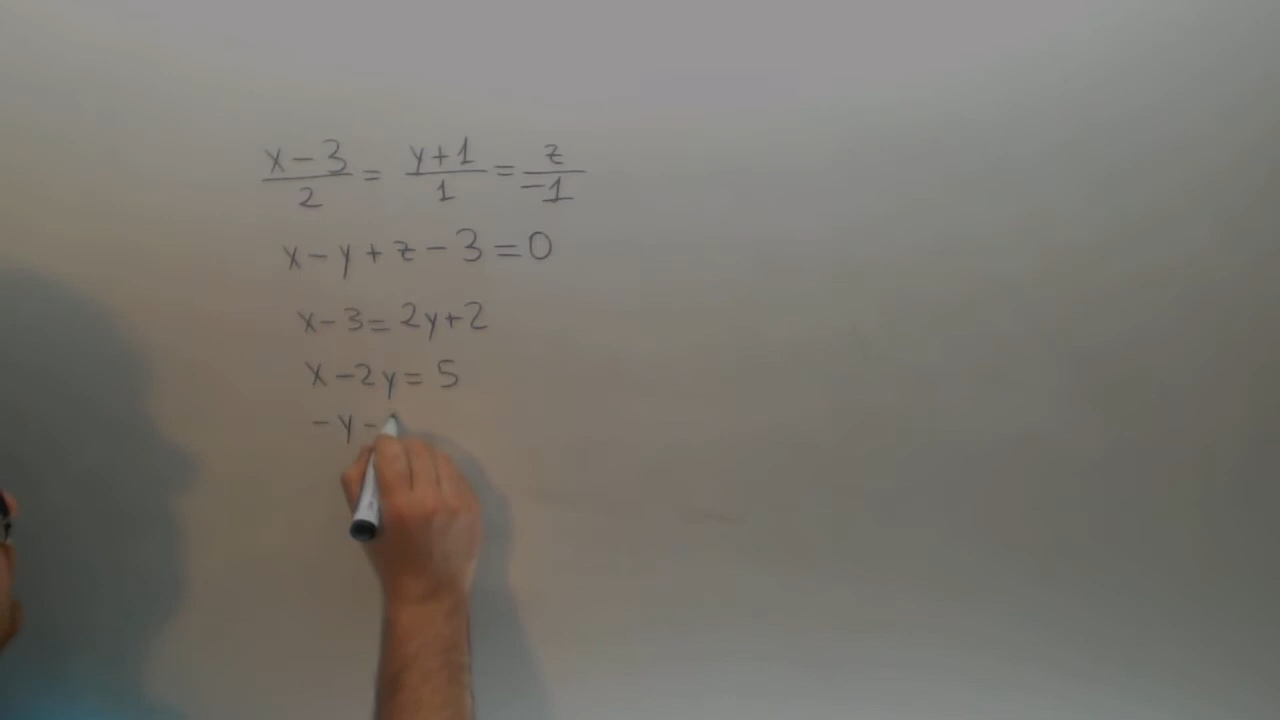 x-3/2 = y+1/1 = z/-1
x-y+z-3=0
x-3=2y+2
x-2y=5
-y-